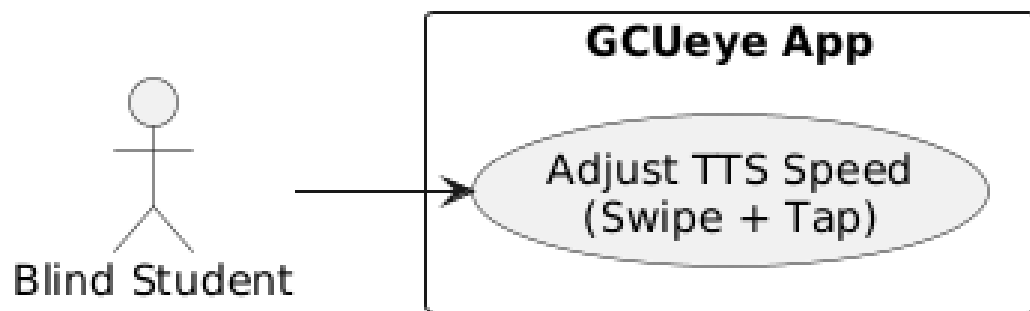 GCUeye App
Adjust TTS Speed
(Swipe + Tap)
Blind Student